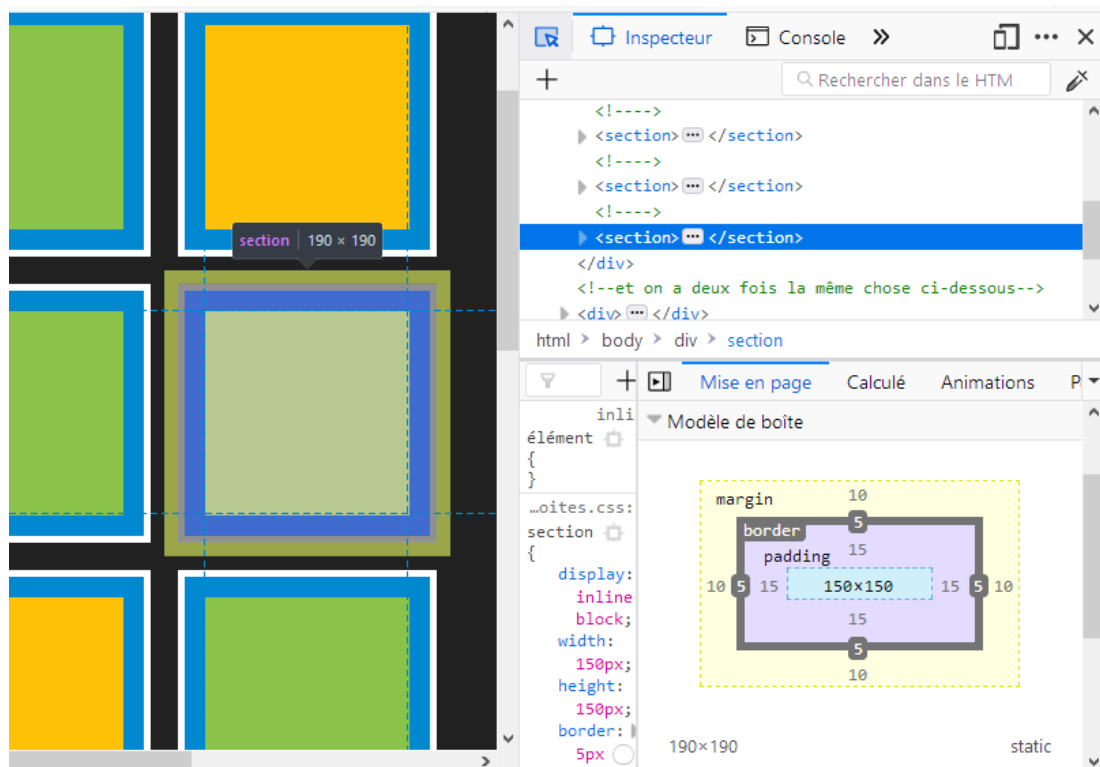 Inspecteur Console
Rechercher dans le HTM
<!---->
<section> ••• </section>
<!---->
<section> ••• </section>
<!---->
<section> ••• </section>
</div>
<!--et on a deux fois la même chose ci-dessous-->
<div> ••• </div>
html > body > div > section
section | 190 × 190
Mise en page Calculé Animations P
inli
élément
{
}
…oites.css:
section
{
display:
inline
block;
width:
150px;
height:
150px;
border:
5px
Modèle de boîte
margin 10
border 5
padding 15
10 5 15 150×150 15 5 10
15
5
10
190×190 static